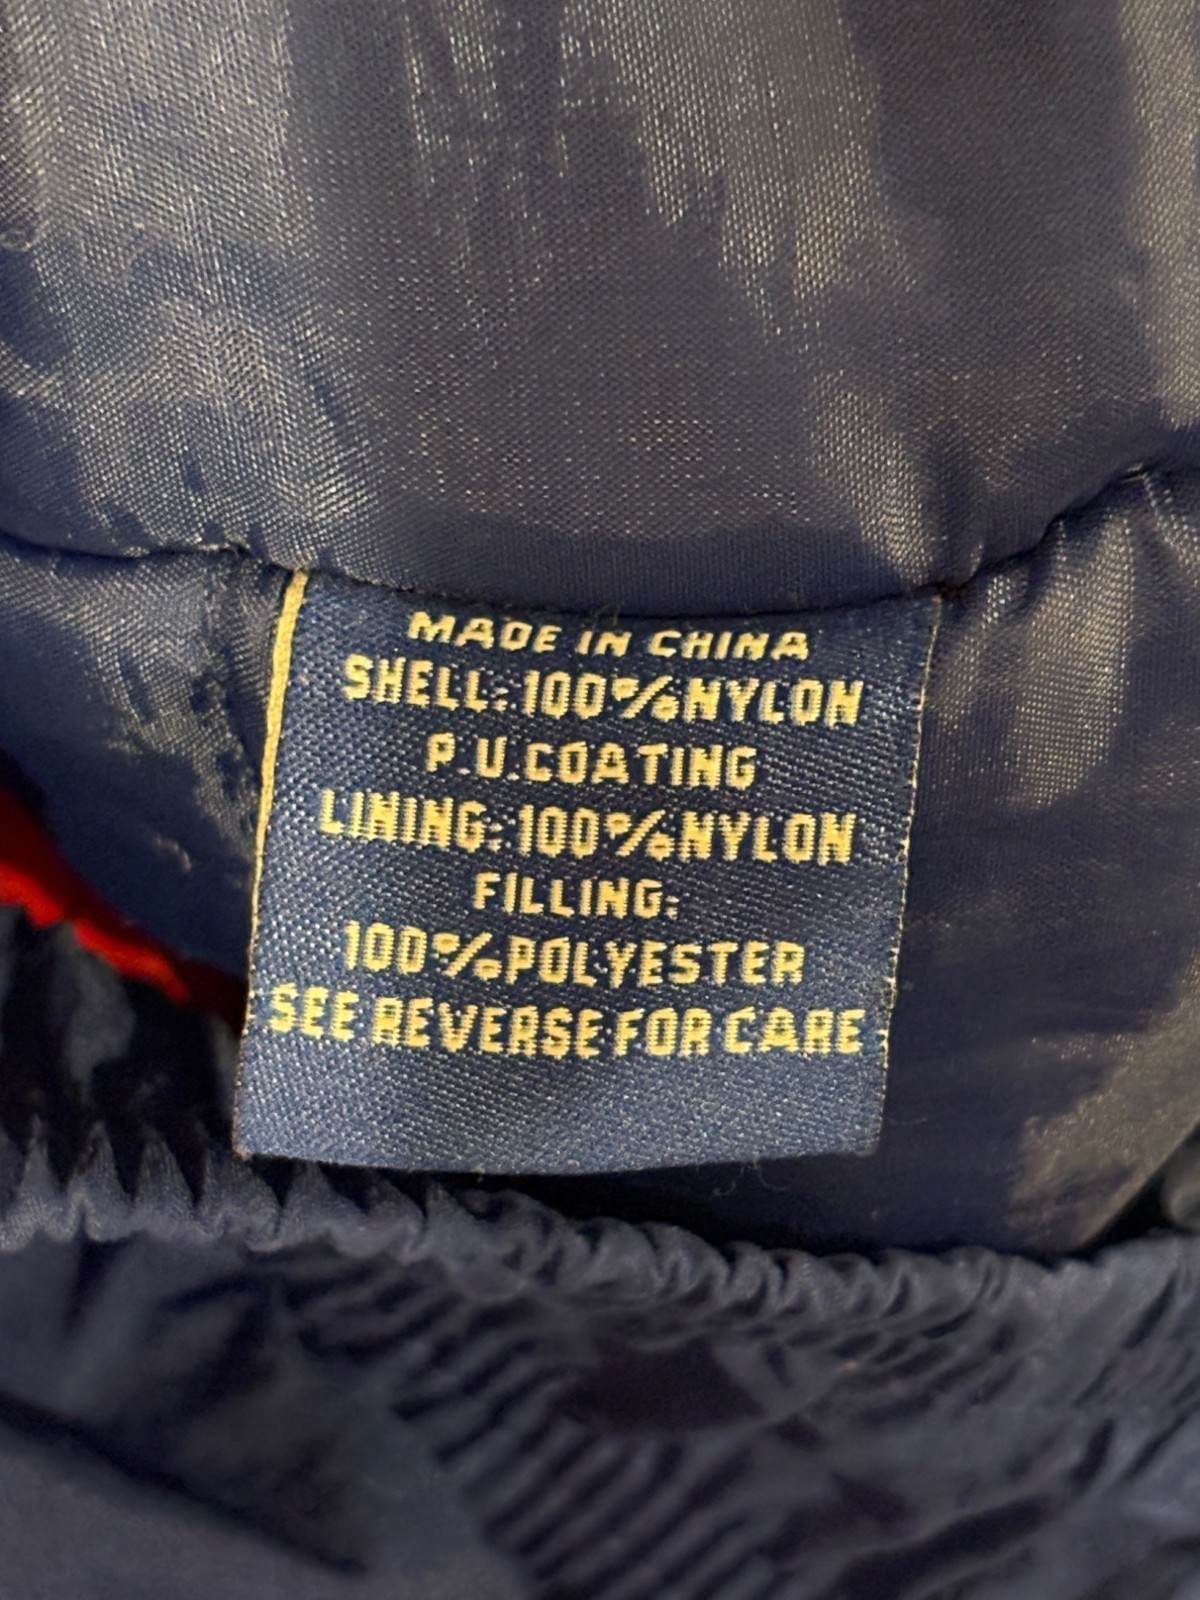 MADE IN CHINA
SHELL: 100%NYLON
P.U.COATING
LINING: 100%NYLON
FILLING:
100%POLYESTER
SEE REVERSE FOR CARE